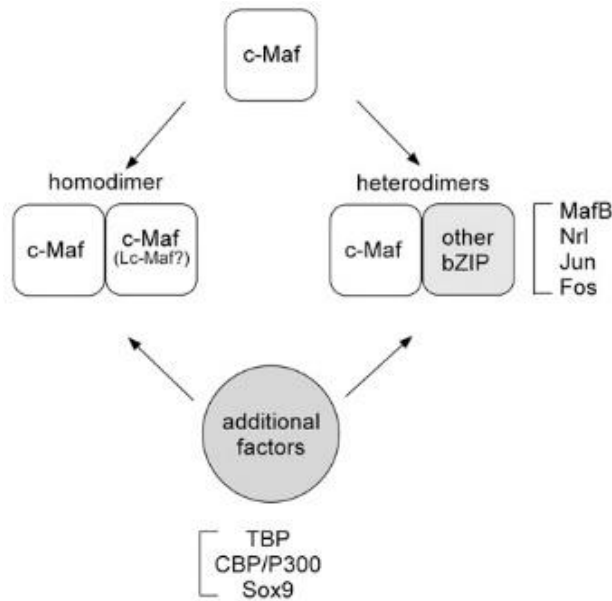 c-Maf
homodimer
heterodimers
c-Maf
c-Maf
(Lc-Maf?)
c-Maf
other
bZIP
MafB
Nrl
Jun
Fos
additional
factors
TBP
CBP/P300
Sox9